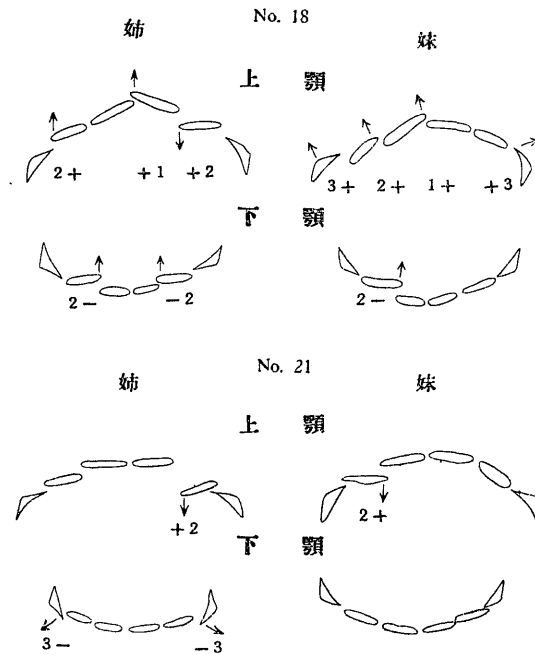 No. 18
姉 妹
上 顎
2+ +1 +2 3+ 2+ 1+ +3
下 顎
2- -2 2-
No. 21
姉 妹
上 顎
+2 2+
下 顎
3- -3